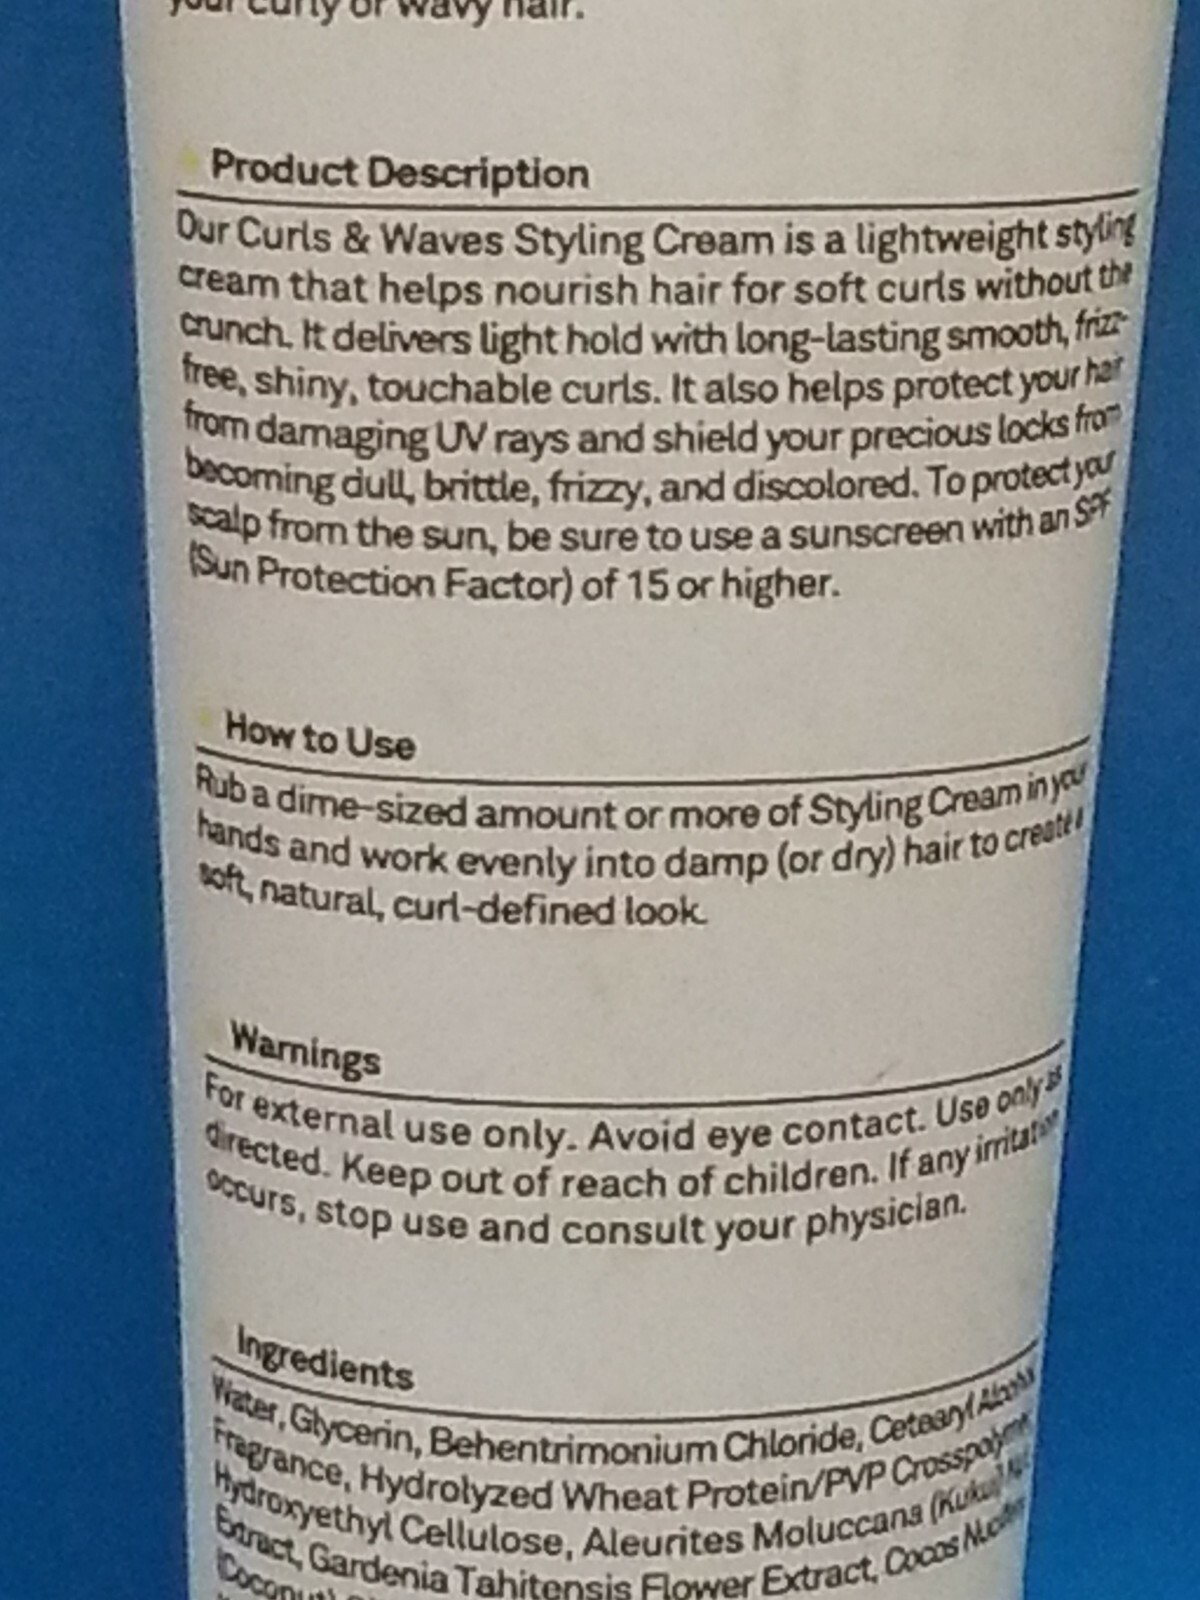 your curly or wavy hair.
Product Description
Our Curls & Waves Styling Cream is a lightweight styling
cream that helps nourish hair for soft curls without the
crunch. It delivers light hold with long-lasting smooth, frizz-
free, shiny, touchable curls. It also helps protect your hair
from damaging UV rays and shield your precious locks from
becoming dull, brittle, frizzy, and discolored. To protect your
scalp from the sun, be sure to use a sunscreen with an SPF
(Sun Protection Factor) of 15 or higher.
How to Use
Rub a dime-sized amount or more of Styling Cream in your
hands and work evenly into damp (or dry) hair to create a
soft, natural, curl-defined look.
Warnings
For external use only. Avoid eye contact. Use only as
directed. Keep out of reach of children. If any irritation
occurs, stop use and consult your physician.
Ingredients
Water, Glycerin, Behentrimonium Chloride, Cetearyl Alcohol,
Fragrance, Hydrolyzed Wheat Protein/PVP Crosspolymer,
Hydroxyethyl Cellulose, Aleurites Moluccana (Kukui)
Extract, Gardenia Tahitensis Flower Extract, Cocos Nucifera
(Coconut)